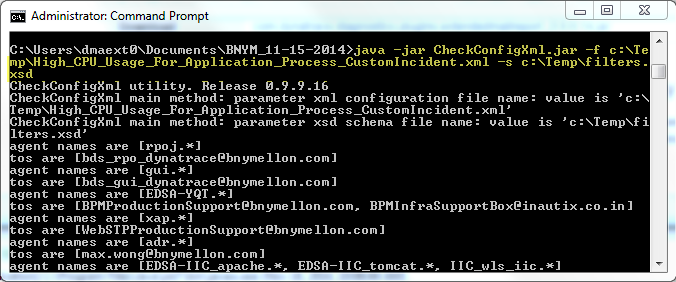 Administrator: Command Prompt
C:\Users\dmaext0\Documents\BNYM_11-15-2014>java -jar CheckConfigXml.jar -f c:\Te
mp\High_CPU_Usage_For_Application_Process_CustomIncident.xml -s c:\Temp\filters.
xsd
CheckConfigXml utility. Release 0.9.9.16
CheckConfigXml main method: parameter xml configuration file name: value is 'c:\
Temp\High_CPU_Usage_For_Application_Process_CustomIncident.xml'
CheckConfigXml main method: parameter xsd schema file name: value is 'c:\Temp\fi
lters.xsd'
agent names are [rpoj.*]
tos are [bds_rpo_dynatrace@bnymellon.com]
agent names are [gui.*]
tos are [bds_gui_dynatrace@bnymellon.com]
agent names are [EDSA-YQT.*]
tos are [BPMProductionSupport@bnymellon.com, BPMInfraSupportBox@inautix.co.in]
agent names are [xap.*]
tos are [WebSTPProductionSupport@bnymellon.com]
agent names are [adr.*]
tos are [max.wong@bnymellon.com]
agent names are [EDSA-IIC_apache.*, EDSA-IIC_tomcat.*, IIC_wls_iic.*]